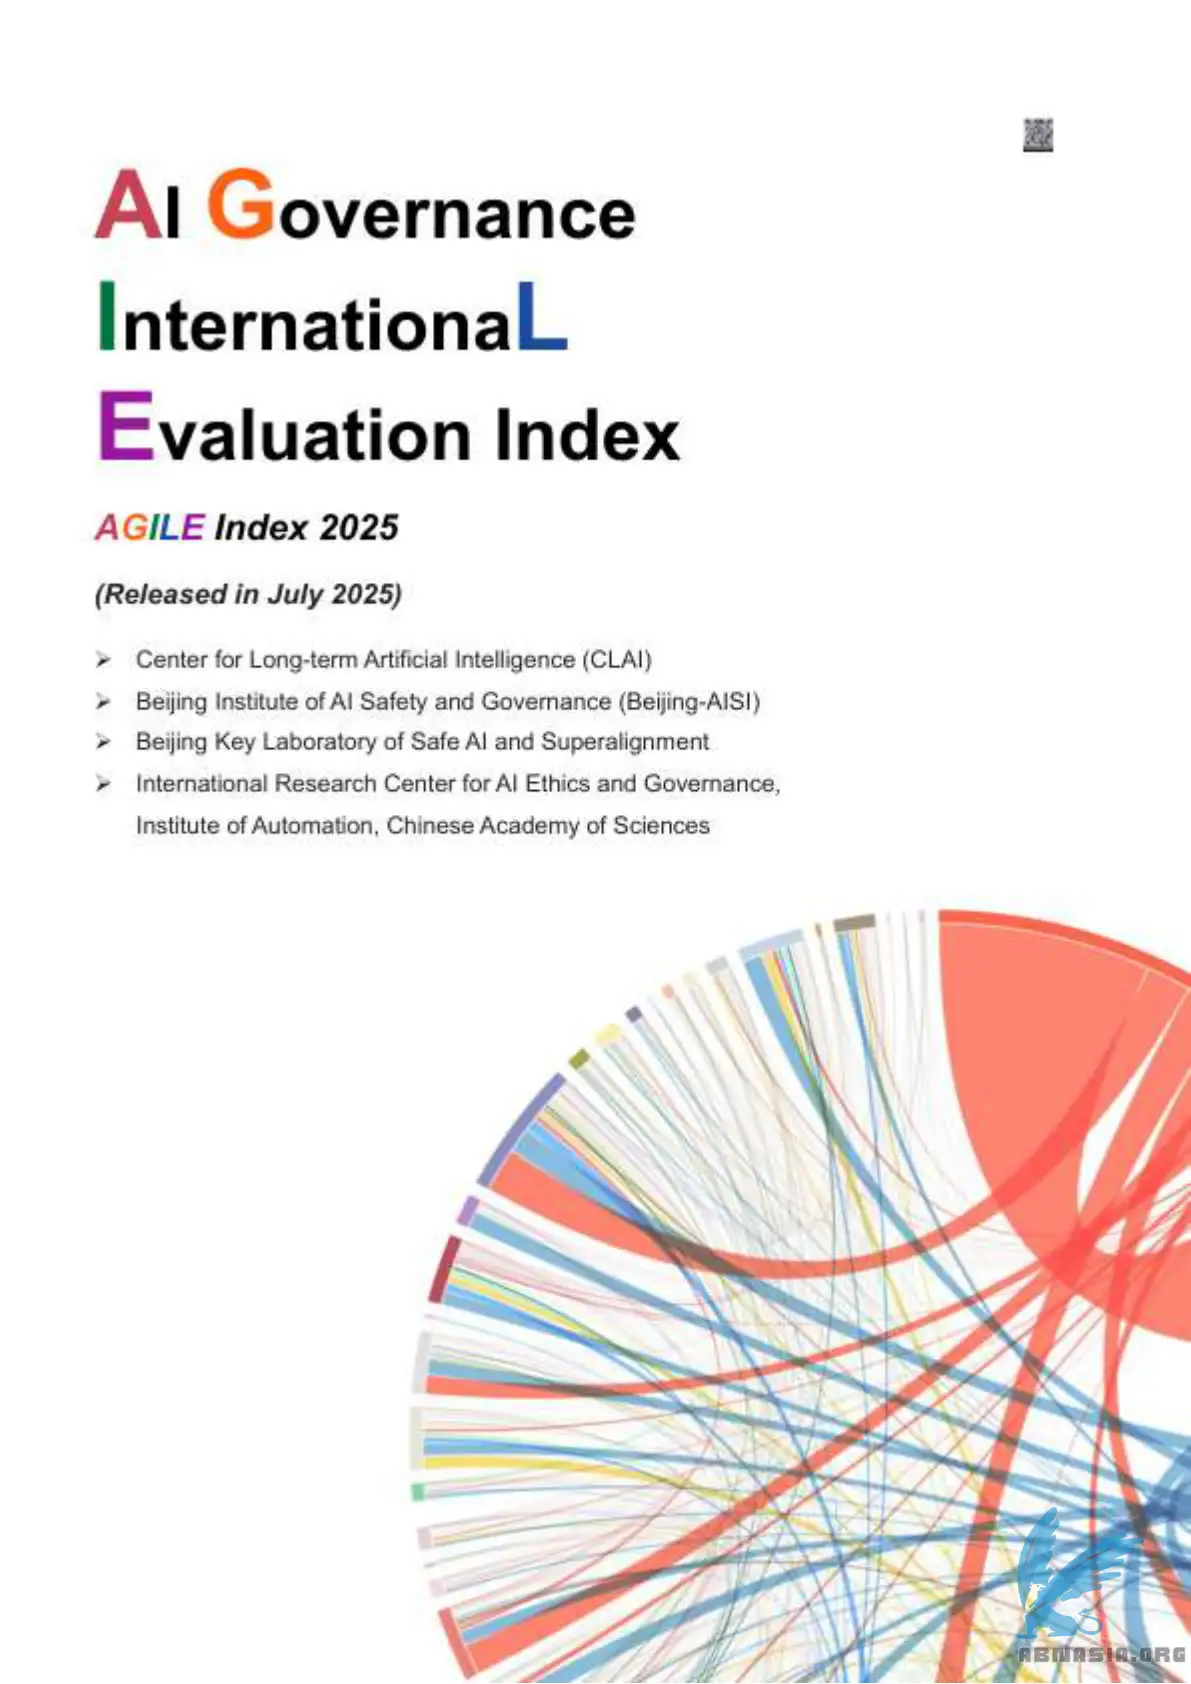 AI Governance
InternationaL
Evaluation Index
AGILE Index 2025
(Released in July 2025)
➢ Center for Long-term Artificial Intelligence (CLAI)
➢ Beijing Institute of AI Safety and Governance (Beijing-AISI)
➢ Beijing Key Laboratory of Safe AI and Superalignment
➢ International Research Center for AI Ethics and Governance,
Institute of Automation, Chinese Academy of Sciences
ABNASIA.ORG